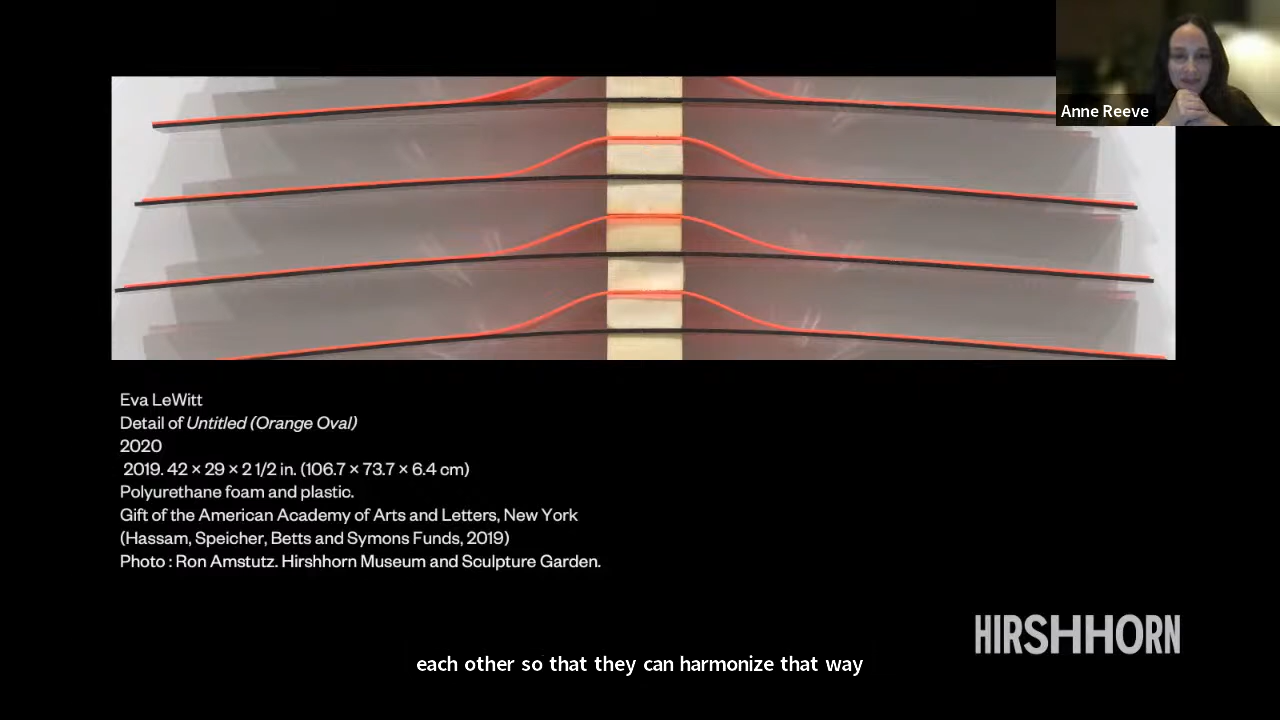 Anne Reeve
Eva LeWitt
Detail of Untitled (Orange Oval)
2020
2019. 42 × 29 × 2 1/2 in. (106.7 × 73.7 × 6.4 cm)
Polyurethane foam and plastic.
Gift of the American Academy of Arts and Letters, New York
(Hassam, Speicher, Betts and Symons Funds, 2019)
Photo : Ron Amstutz. Hirshhorn Museum and Sculpture Garden.
HIRSHHORN
each other so that they can harmonize that way